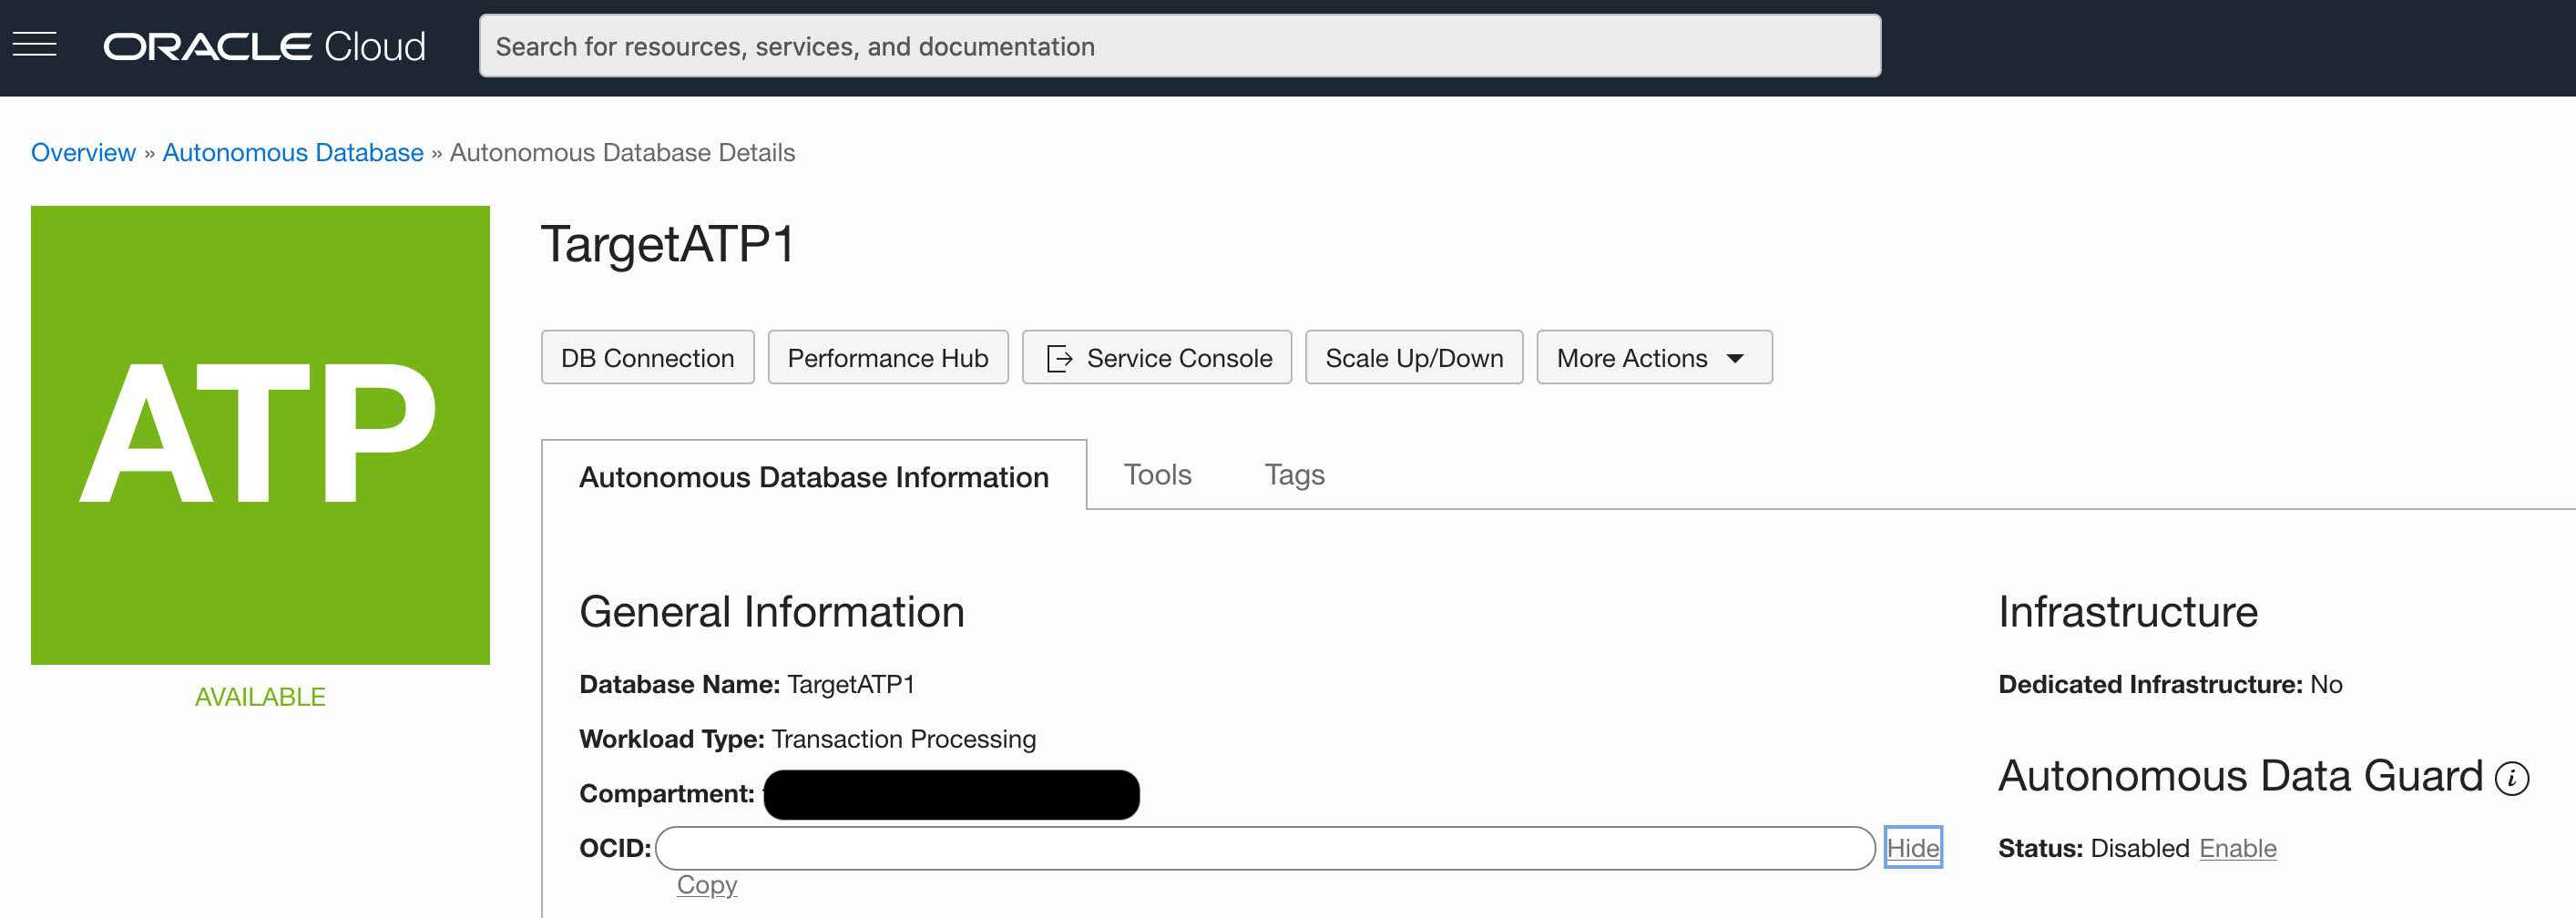 ORACLE Cloud
Search for resources, services, and documentation
Overview » Autonomous Database » Autonomous Database Details
ATP
AVAILABLE
TargetATP1
DB Connection
Performance Hub
Service Console
Scale Up/Down
More Actions
Autonomous Database Information
Tools
Tags
General Information
Database Name: TargetATP1
Workload Type: Transaction Processing
Compartment:
OCID:
Hide
Copy
Infrastructure
Dedicated Infrastructure: No
Autonomous Data Guard i
Status: Disabled Enable